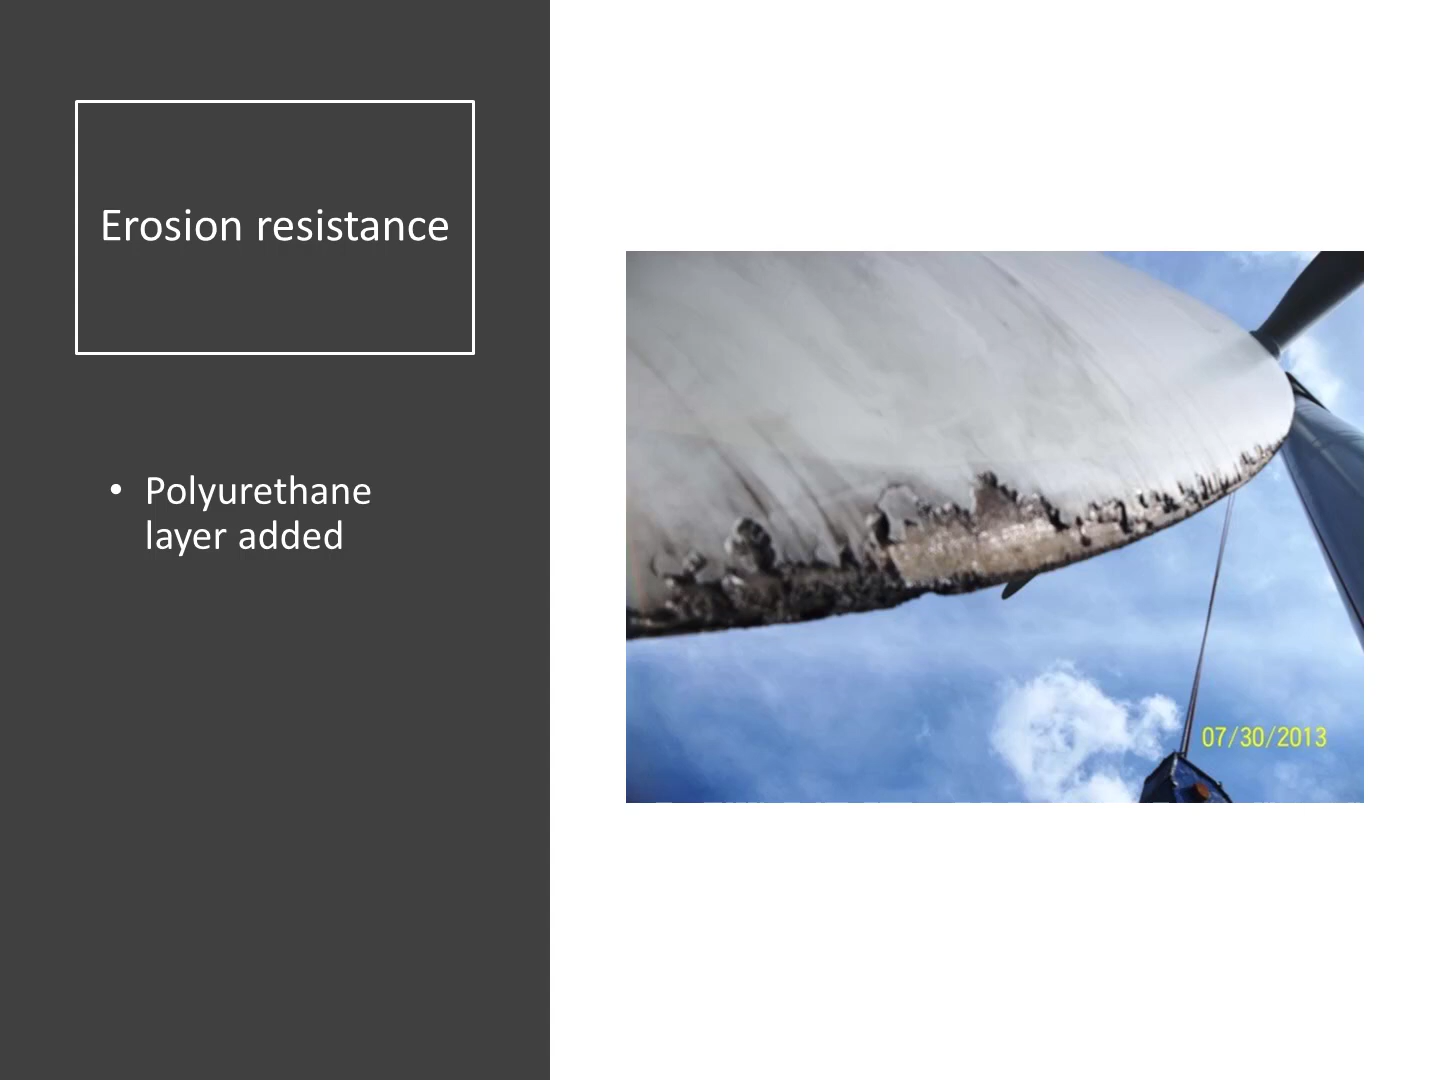 Erosion resistance
• Polyurethane
layer added
07/30/2013